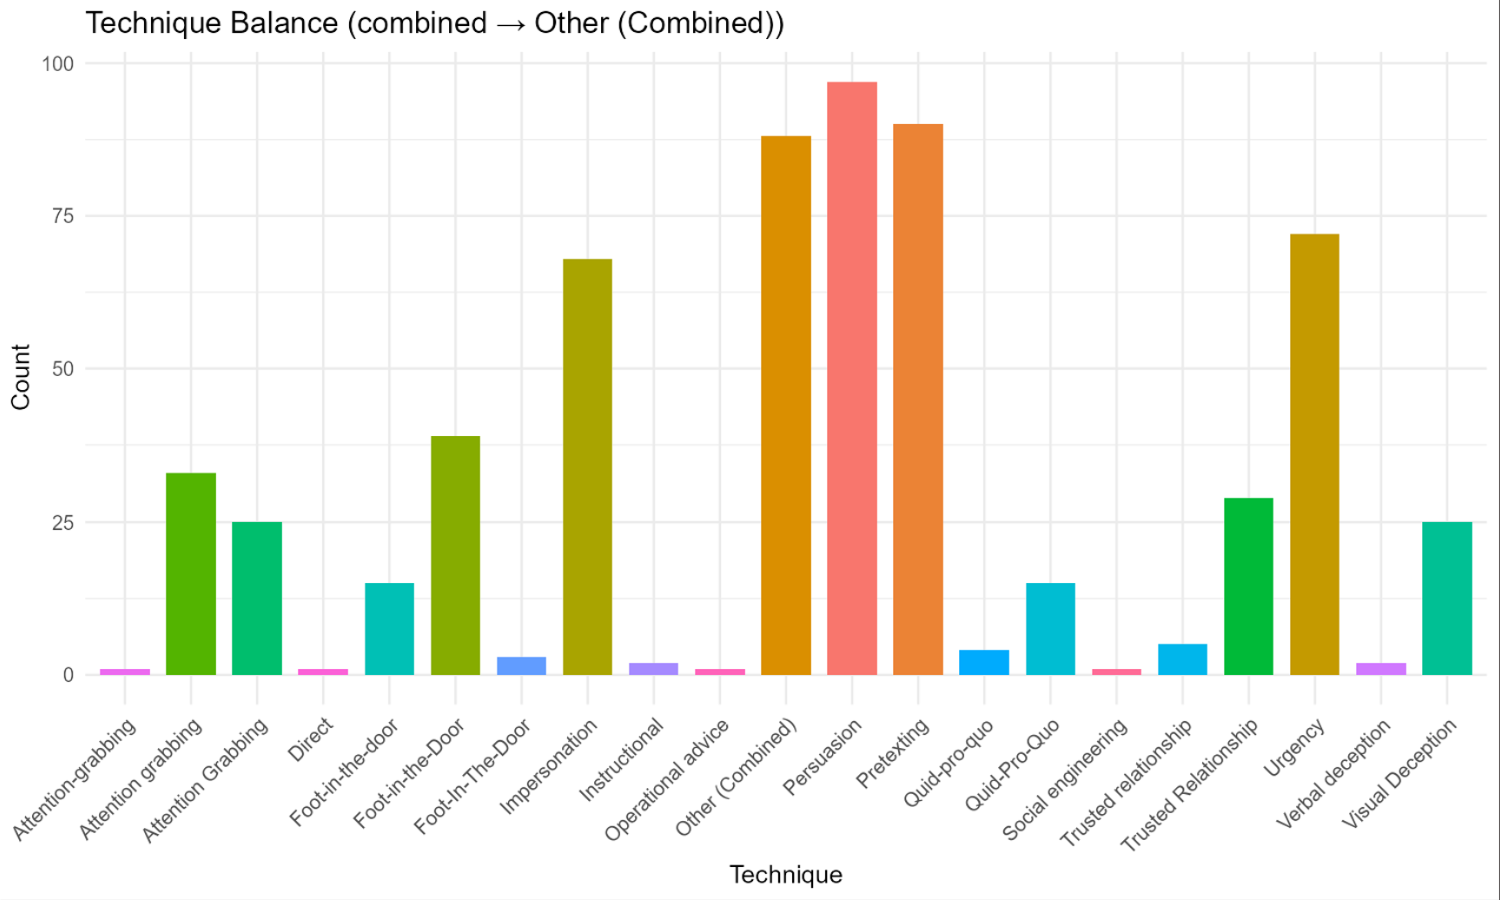 Technique Balance (combined → Other (Combined))
100
75
50
25
0
Count
Attention-grabbing
Attention grabbing
Attention Grabbing
Direct
Foot-in-the-door
Foot-in-the-Door
Foot-In-The-Door
Impersonation
Instructional
Operational advice
Other (Combined)
Persuasion
Pretexting
Quid-pro-quo
Quid-Pro-Quo
Social engineering
Trusted relationship
Trusted Relationship
Urgency
Verbal deception
Visual Deception
Technique